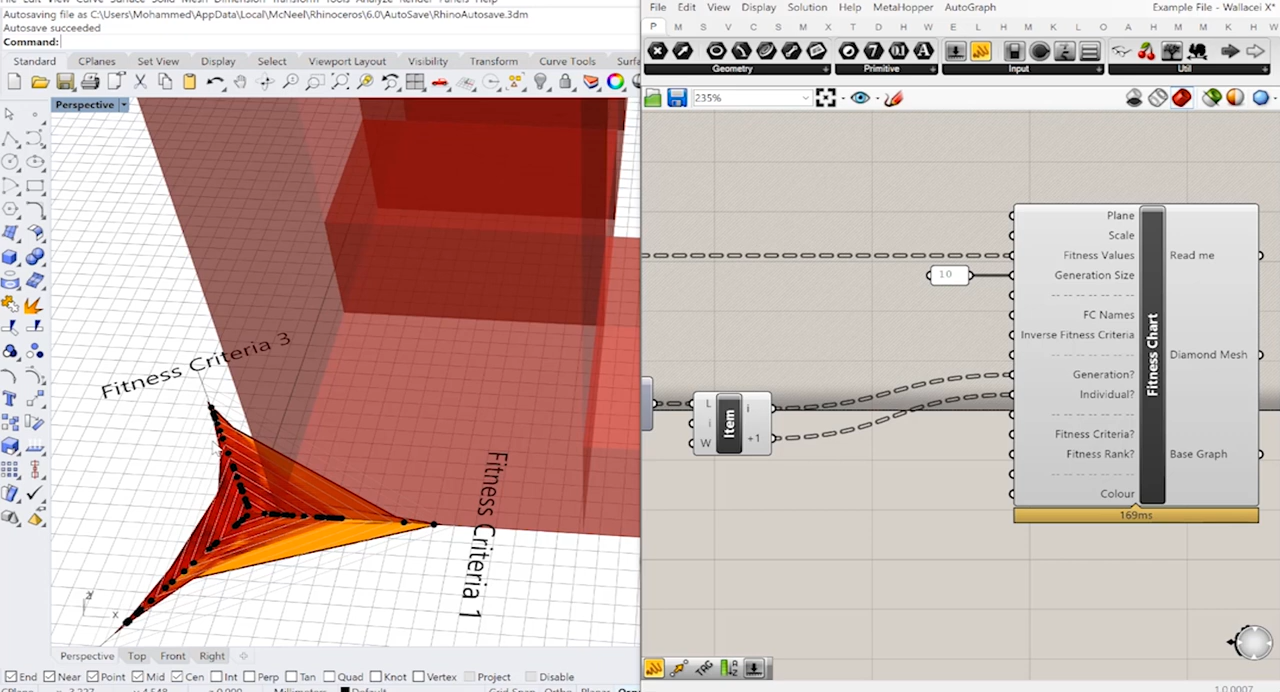 Autosaving file as C:\Users\Mohammed\AppData\Local\McNeel\Rhinoceros\6.0\AutoSave\RhinoAutosave.3dm
Autosave succeeded
Command:
Standard CPlanes Set View Display Select Viewport Layout Visibility Transform Curve Tools
Perspective
Fitness Criteria 3
Fitness Criteria 1
x
Perspective Top Front Right
End Near Point Mid Cen Int Perp Tan Quad Knot Vertex Project Disable
File Edit View Display Solution Help MetaHopper AutoGraph Example File - Wallacei X*
P M S V C S M I D T D K W B E L F A H K M R T D M M K A P A H W
Geometry Primitive Input Util
235%
Plane
Scale
Fitness Values Read me
10 Generation Size
FC Names
Inverse Fitness Criteria
Diamond Mesh
Generation?
Individual?
Fitness Criteria?
Fitness Rank? Base Graph
Colour
Fitness Chart
169ms
L i
i
W +1
Item
1.0.0007